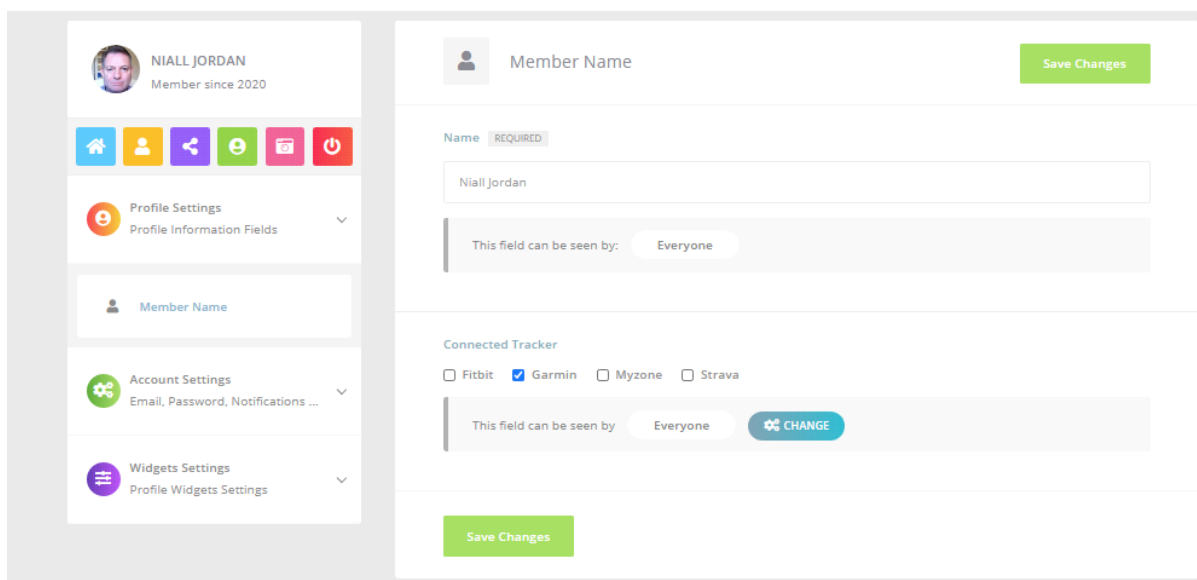 NIALL JORDAN
Member since 2020
Profile Settings
Profile Information Fields
Member Name
Account Settings
Email, Password, Notifications ...
Widgets Settings
Profile Widgets Settings
Member Name
Save Changes
Name REQUIRED
Niall Jordan
This field can be seen by: Everyone
Connected Tracker
Fitbit Garmin Myzone Strava
This field can be seen by Everyone CHANGE
Save Changes